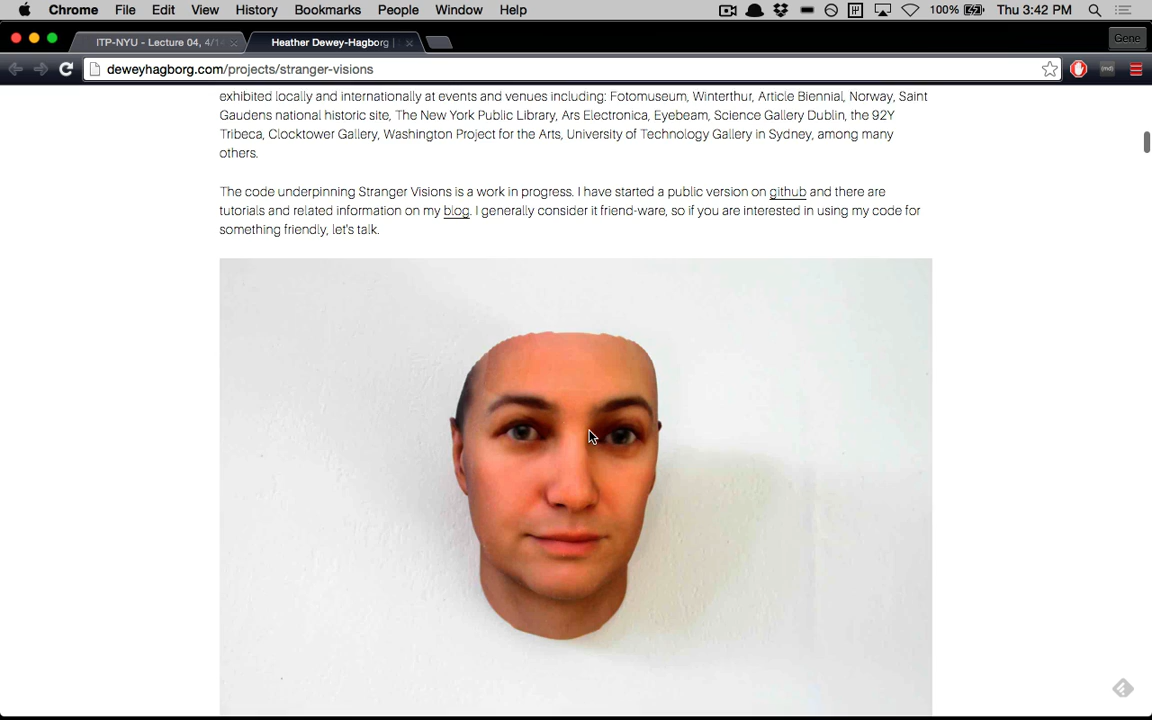 Chrome File Edit View History Bookmarks People Window Help 100% Thu 3:42 PM
ITP-NYU - Lecture 04, 4/1 Heather Dewey-Hagborg | Gene
deweyhagborg.com/projects/stranger-visions
exhibited locally and internationally at events and venues including: Fotomuseum, Winterthur, Article Biennial, Norway, Saint
Gaudens national historic site, The New York Public Library, Ars Electronica, Eyebeam, Science Gallery Dublin, the 92Y
Tribeca, Clocktower Gallery, Washington Project for the Arts, University of Technology Gallery in Sydney, among many
others.
The code underpinning Stranger Visions is a work in progress. I have started a public version on github and there are
tutorials and related information on my blog. I generally consider it friend-ware, so if you are interested in using my code for
something friendly, let's talk.